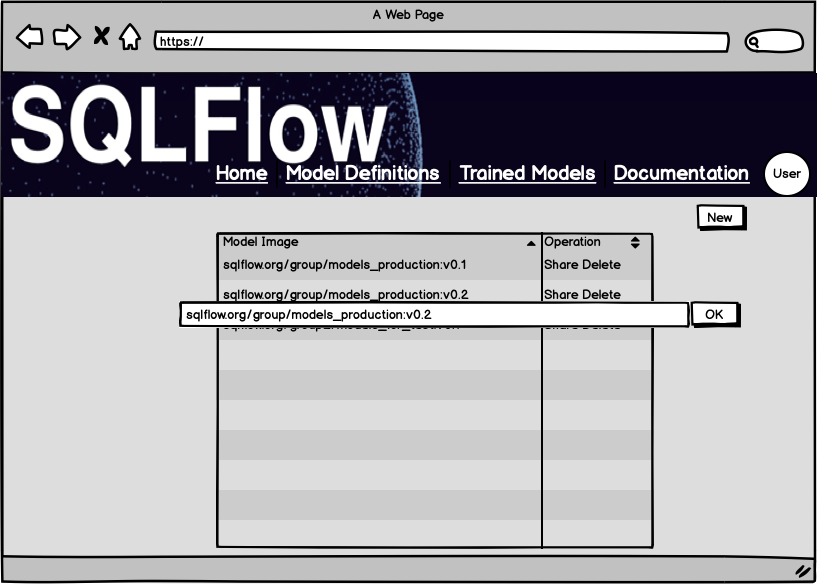 A Web Page
https://
SQLFlow
Home Model Definitions Trained Models Documentation User
New
Model Image Operation
sqlflow.org/group/models_production:v0.1 Share Delete
sqlflow.org/group/models_production:v0.2 Share Delete
sqlflow.org/group/models_production:v0.2 OK
Share Delete